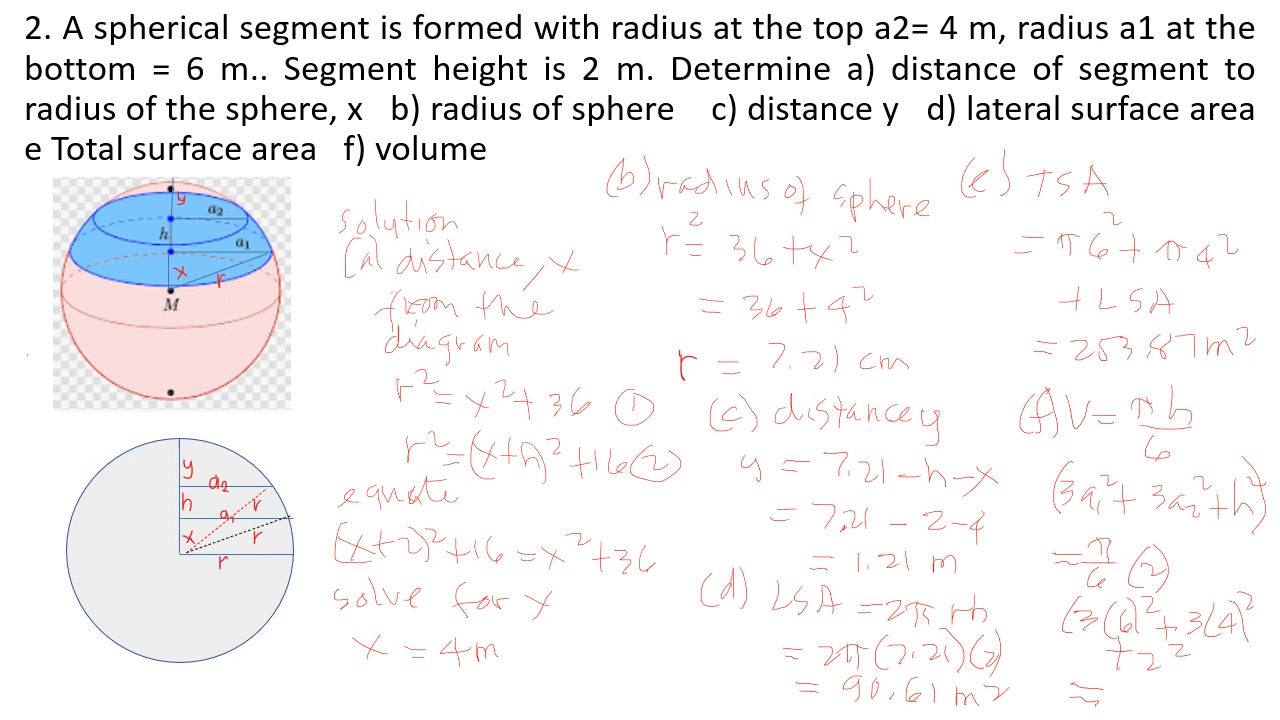 2. A spherical segment is formed with radius at the top a2= 4 m, radius a1 at the
bottom = 6 m.. Segment height is 2 m. Determine a) distance of segment to
radius of the sphere, x b) radius of sphere c) distance y d) lateral surface area
e Total surface area f) volume
y
a2
h
a1
x
r
M
y
a2
h
r
a1
x
r
r
solution
(a) distance, x
from the
diagram
r² = x² + 36 ①
r² = (x+h)² + 16 (2)
equate
(x+2)² + 16 = x² + 36
solve for x
x = 4m
(b) radius of sphere
r² = 36 + x²
= 36 + 4²
r = 7.21 cm
(c) distance y
y = 7.21 - h - x
= 7.21 - 2 - 4
= 1.21 m
(d) LSA = 2π rh
= 2π (7.21)(2)
= 90.61 m²
(e) TSA
= π6² + π4²
+ LSA
= 253.87 m²
(f) V = πh
6
(3a₁² + 3a₂² + h²)
= π (2)
6
(3(6)² + 3(4)²
+ 2²
=